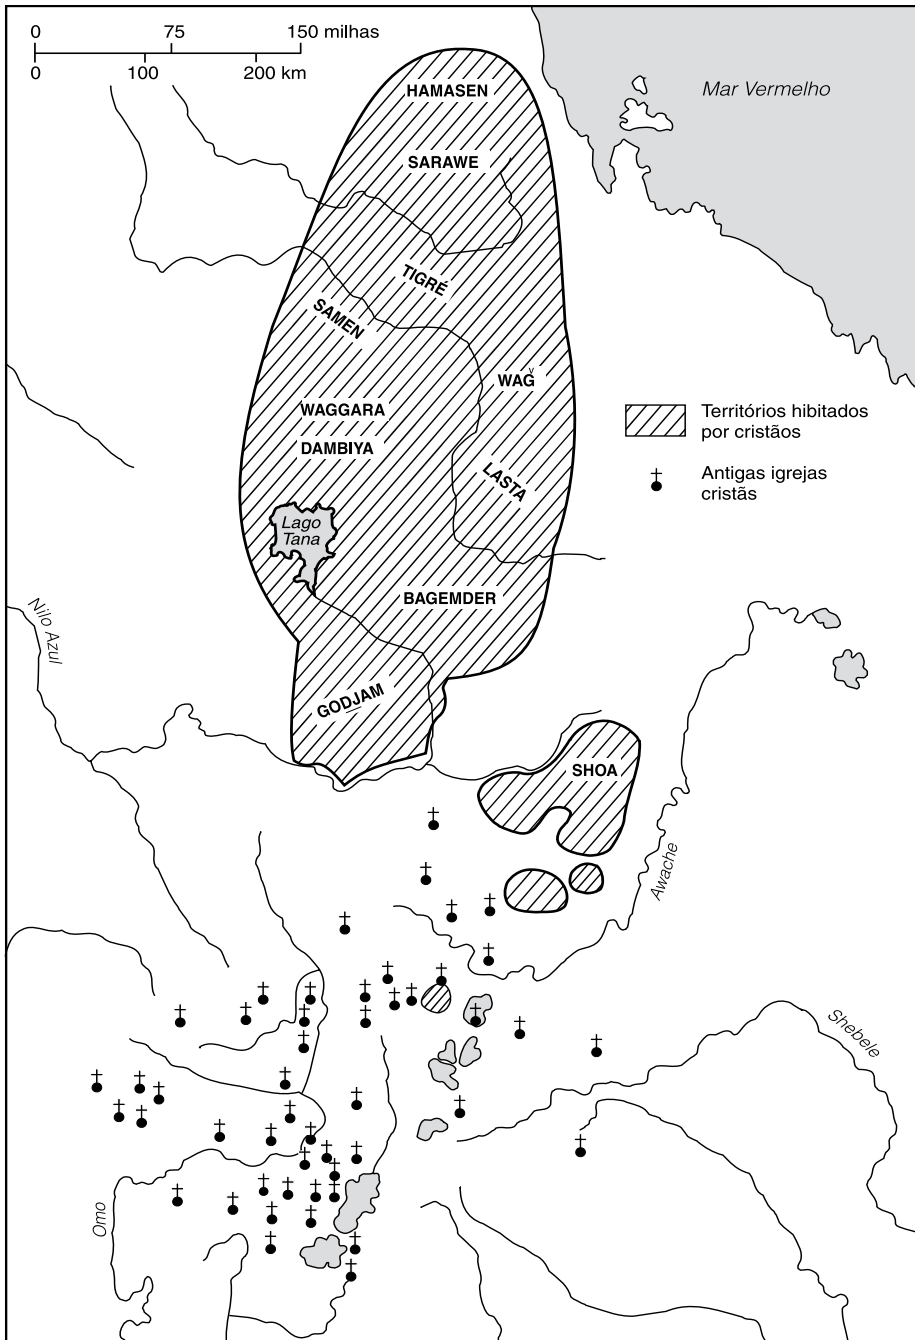 0 75 150 milhas
0 100 200 km
Mar Vermelho
HAMASEN
SARAWE
TIGRÉ
SAMEN
WAǦ
WAGGARA
DAMBIYA
LASTA
Territórios hibitados
por cristãos
Antigas igrejas
cristãs
Lago
Tana
BAGEMDER
Nilo Azul
GODJAM
SHOA
Awache
Shebele
Omo